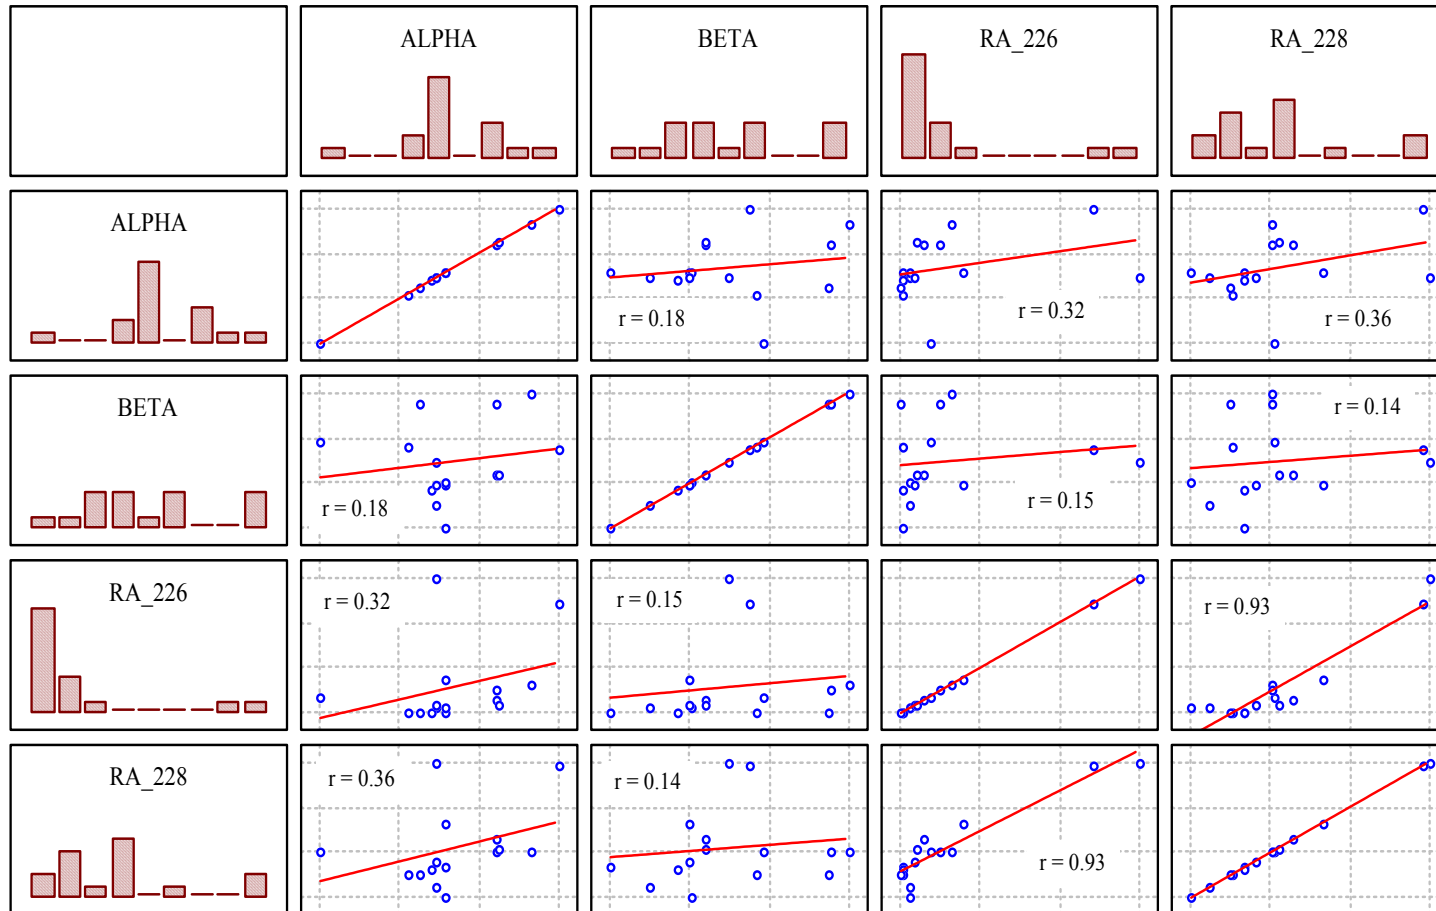 ALPHA
BETA
RA_226
RA_228
ALPHA
r = 0.18
r = 0.32
r = 0.36
BETA
r = 0.18
r = 0.15
r = 0.14
RA_226
r = 0.32
r = 0.15
r = 0.93
RA_228
r = 0.36
r = 0.14
r = 0.93